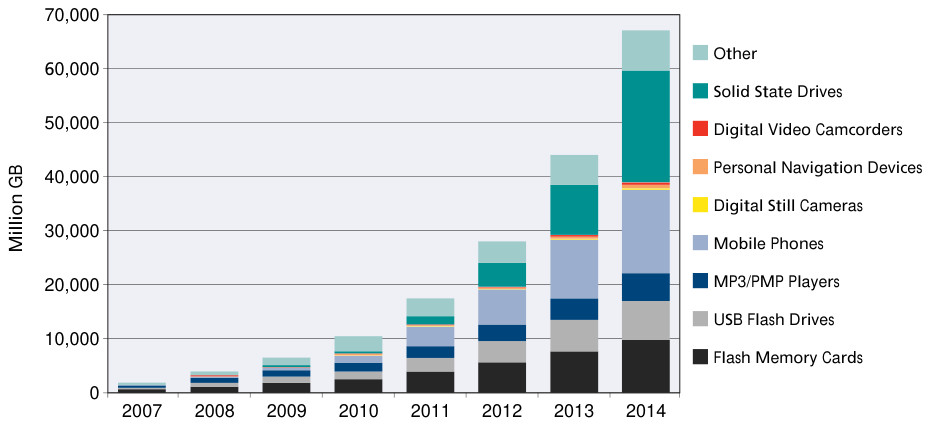 70,000
60,000
50,000
40,000
30,000
20,000
10,000
0
Million GB
2007 2008 2009 2010 2011 2012 2013 2014
Other
Solid State Drives
Digital Video Camcorders
Personal Navigation Devices
Digital Still Cameras
Mobile Phones
MP3/PMP Players
USB Flash Drives
Flash Memory Cards